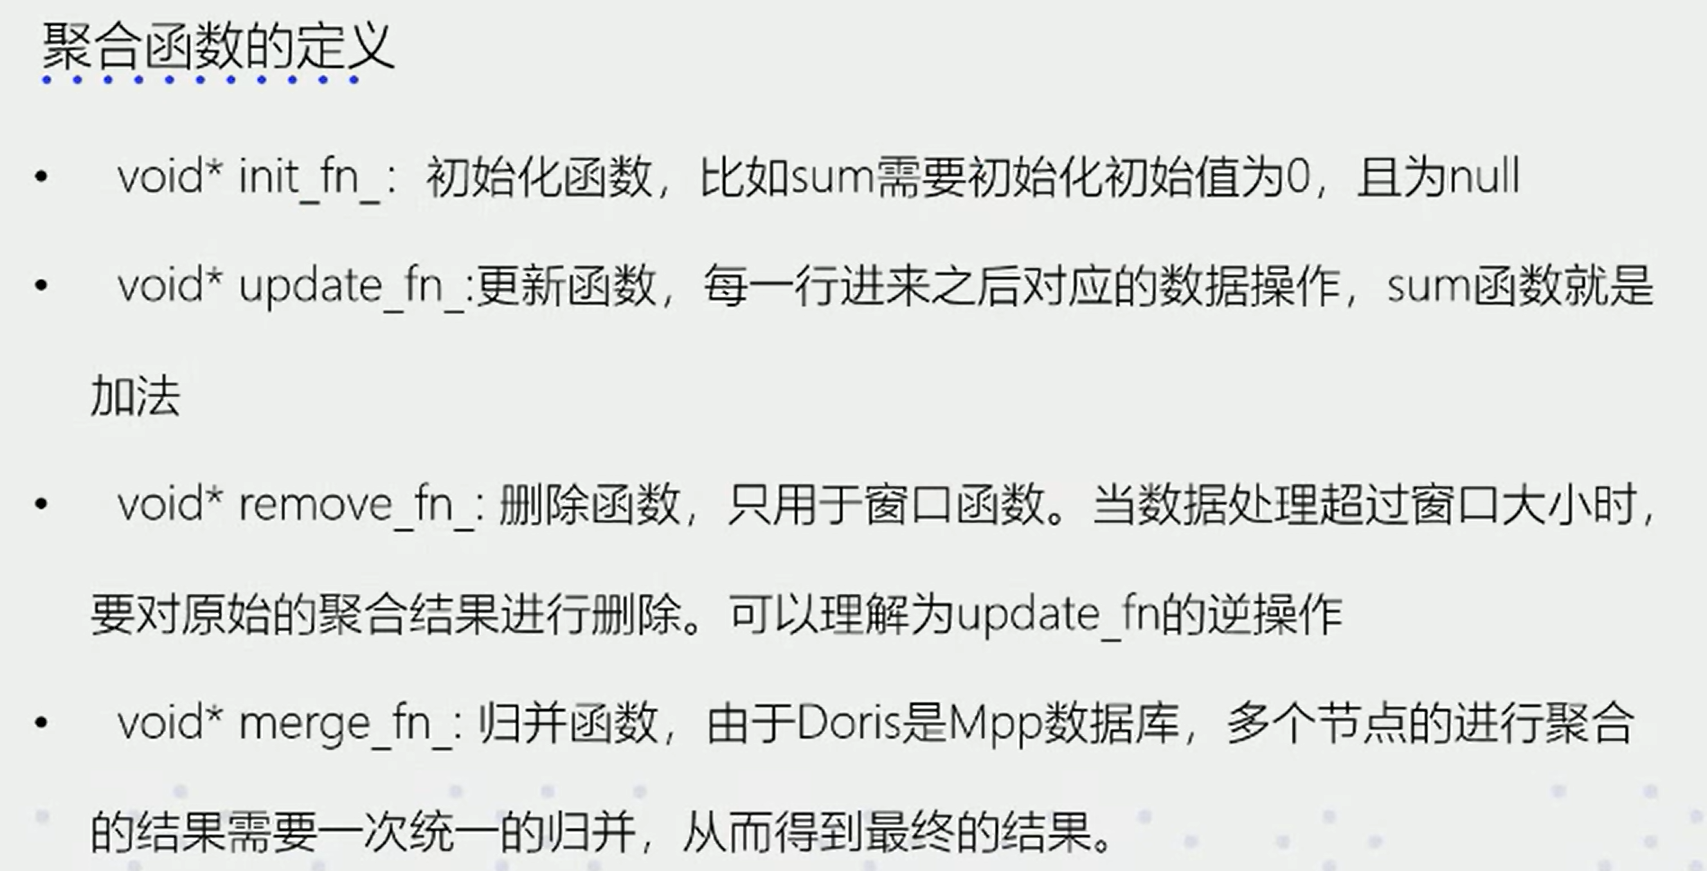 聚合函数的定义
• void* init_fn_：初始化函数，比如sum需要初始化初始值为0，且为null
• void* update_fn_:更新函数，每一行进来之后对应的数据操作，sum函数就是
加法
• void* remove_fn_: 删除函数，只用于窗口函数。当数据处理超过窗口大小时，
要对原始的聚合结果进行删除。可以理解为update_fn的逆操作
• void* merge_fn_: 归并函数，由于Doris是Mpp数据库，多个节点的进行聚合
的结果需要一次统一的归并，从而得到最终的结果。